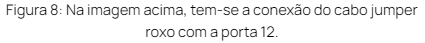 Figura 8: Na imagem acima, tem-se a conexão do cabo jumper
roxo com a porta 12.